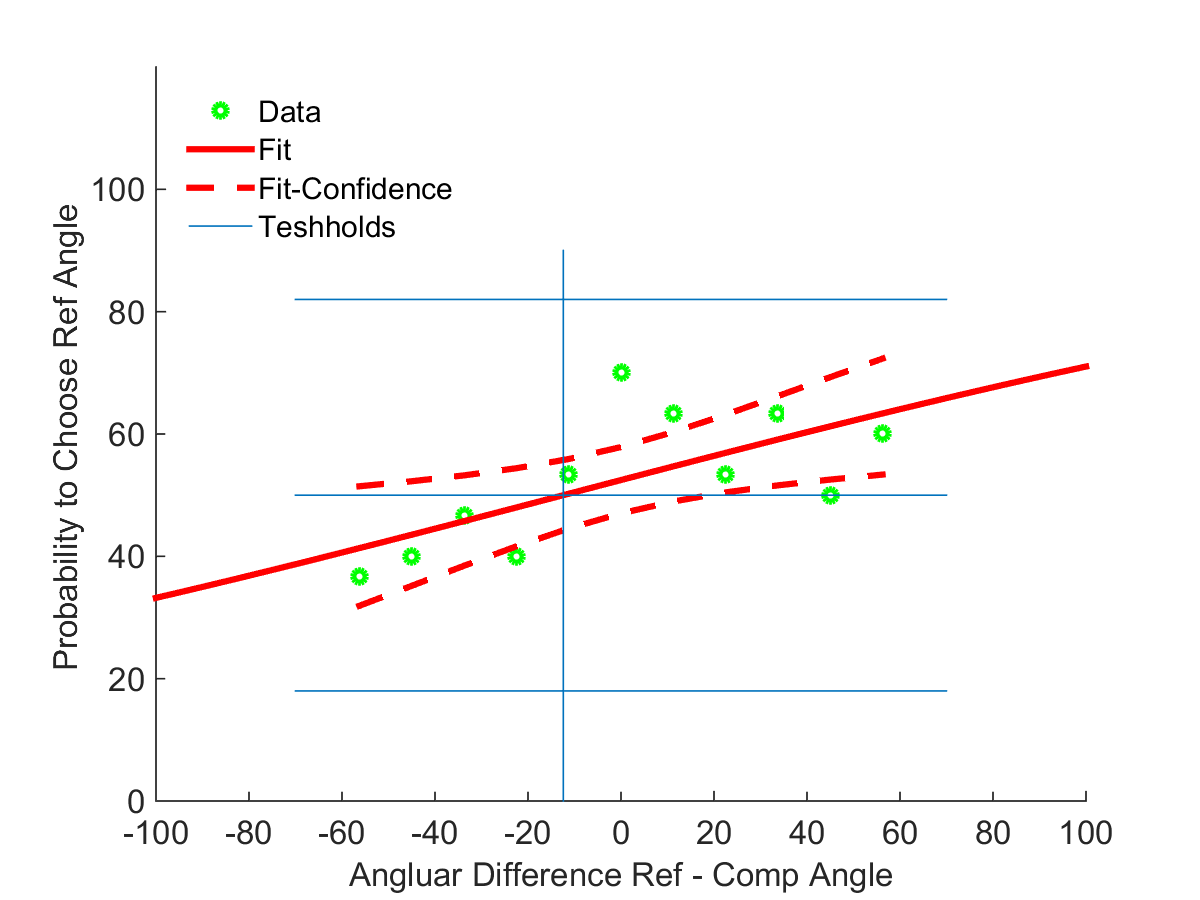 Data
Fit
Fit-Confidence
Teshholds
Probability to Choose Ref Angle
100
80
60
40
20
0
-100 -80 -60 -40 -20 0 20 40 60 80 100
Angluar Difference Ref - Comp Angle